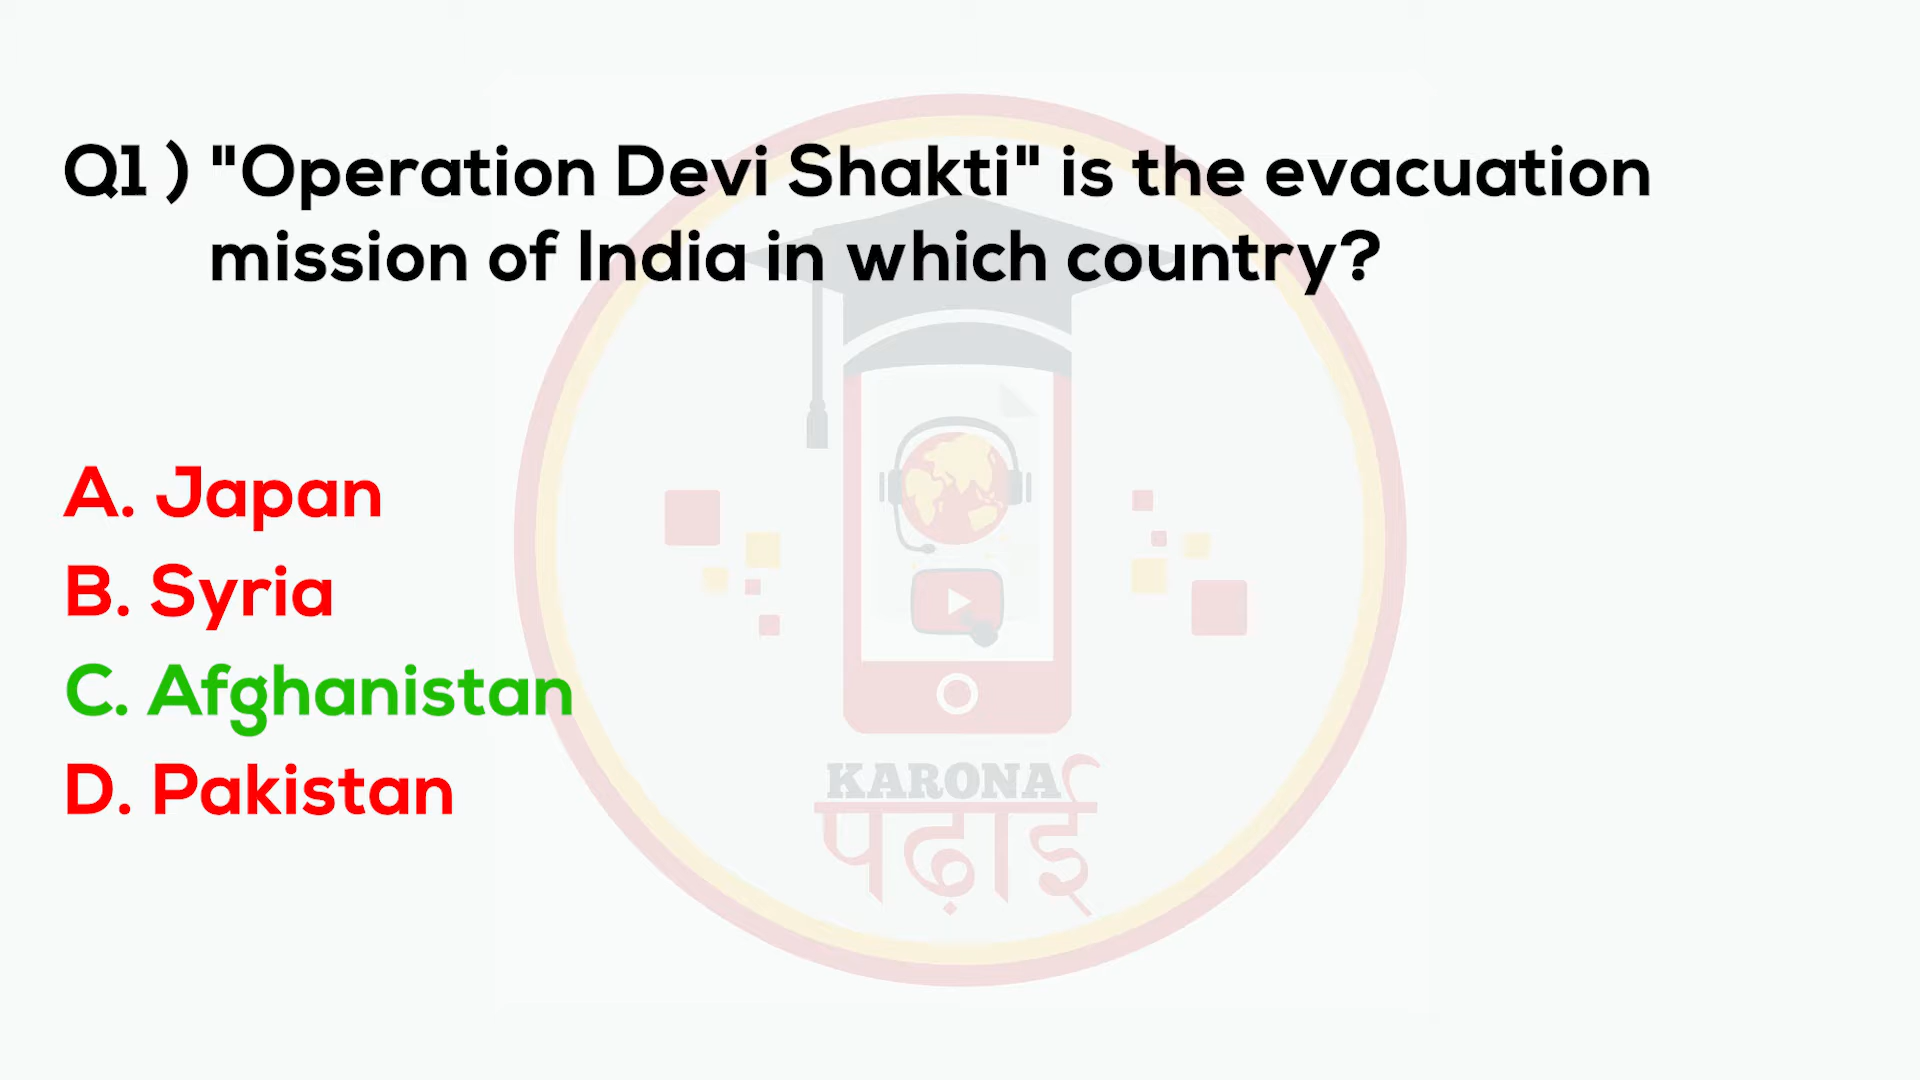 Q1 ) "Operation Devi Shakti" is the evacuation
mission of India in which country?
A. Japan
B. Syria
C. Afghanistan
D. Pakistan
KARONA
पढ़ाई